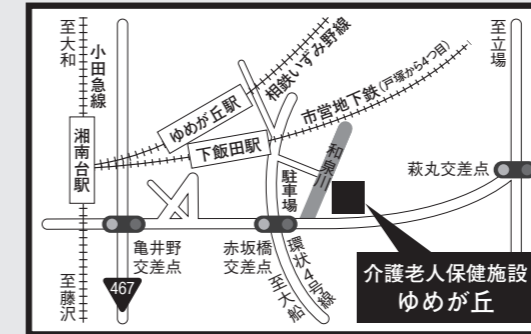 至大和
小田急線
湘南台駅
至藤沢
ゆめが丘駅
相鉄いずみ野線
下飯田駅
市営地下鉄(戸塚から4つ目)
至立場
和泉川
駐車場
萩丸交差点
亀井野
交差点
赤坂橋
交差点
環状4号線
至大船
467
介護老人保健施設
ゆめが丘